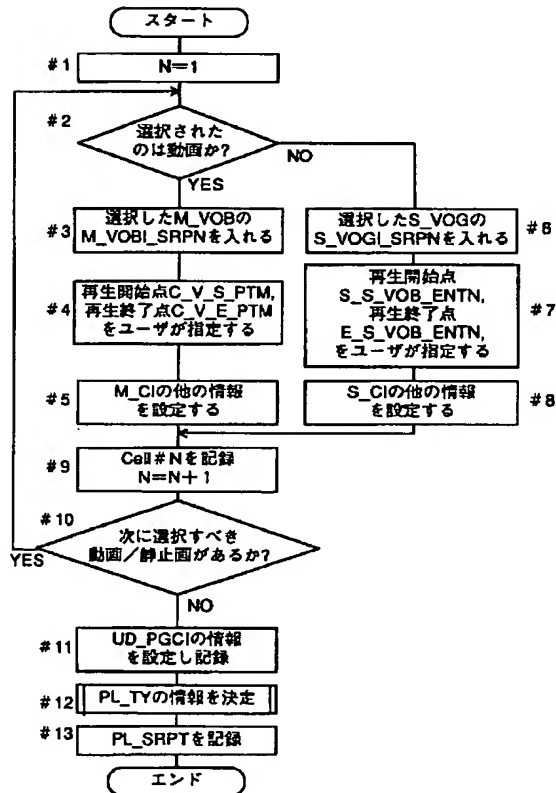 スタート
#1
N=1
#2
選択された
のは動画か?
NO
YES
#3
選択したM_VOBの
M_VOBI_SRPNを入れる
選択したS_VOGの
S_VOGI_SRPNを入れる
#6
#4
再生開始点C_V_S_PTM,
再生終了点C_V_E_PTM
をユーザが指定する
再生開始点
S_S_VOB_ENTN,
再生終了点
E_S_VOB_ENTN,
をユーザが指定する
#7
#5
M_CIの他の情報
を設定する
S_CIの他の情報
を設定する
#8
#9
Cell#Nを記録
N=N+1
#10
次に選択すべき
動画/静止画があるか?
YES
NO
#11
UD_PGCIの情報
を設定し記録
#12
PL_TYの情報を決定
#13
PL_SRPTを記録
エンド